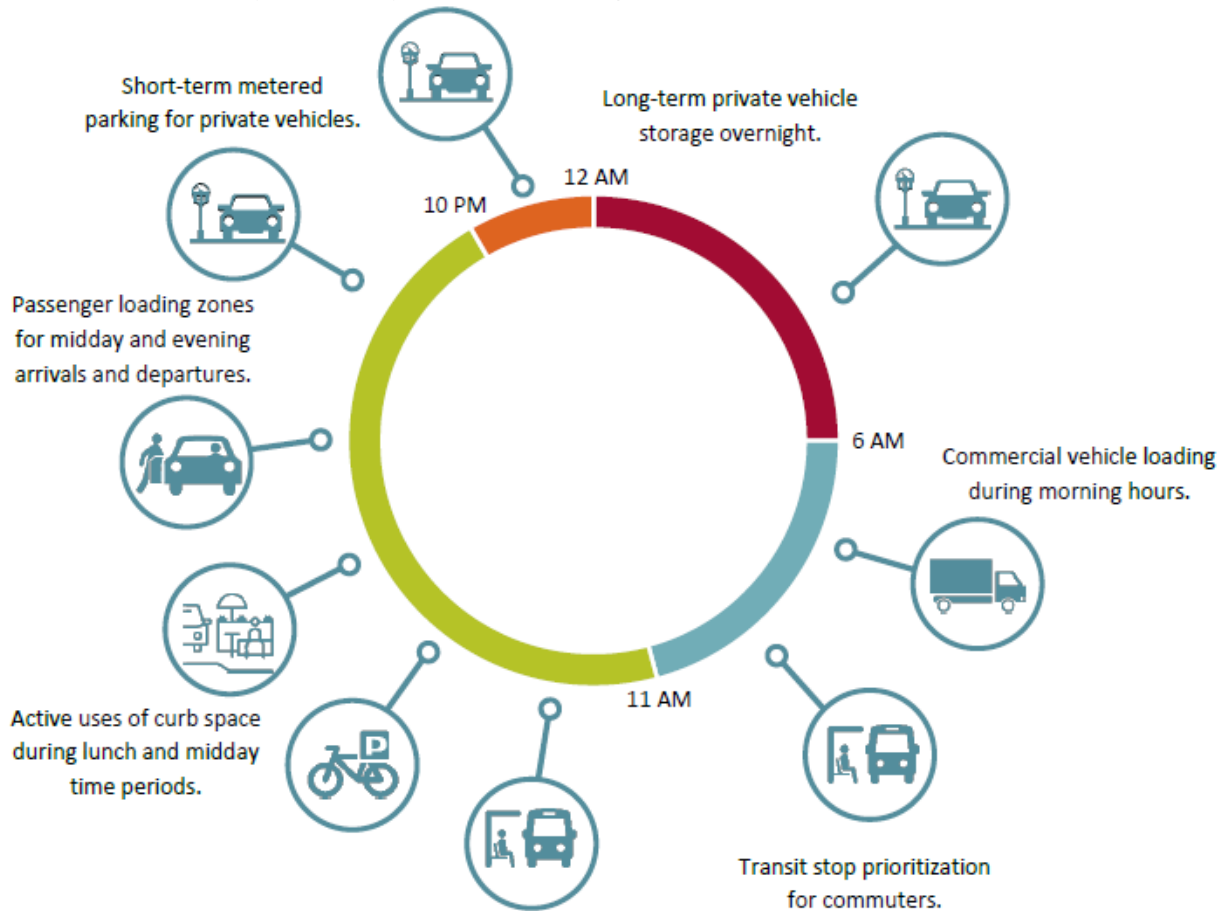 Short-term metered
parking for private vehicles.
Long-term private vehicle
storage overnight.
12 AM
10 PM
Passenger loading zones
for midday and evening
arrivals and departures.
6 AM
Commercial vehicle loading
during morning hours.
11 AM
Active uses of curb space
during lunch and midday
time periods.
P
Transit stop prioritization
for commuters.